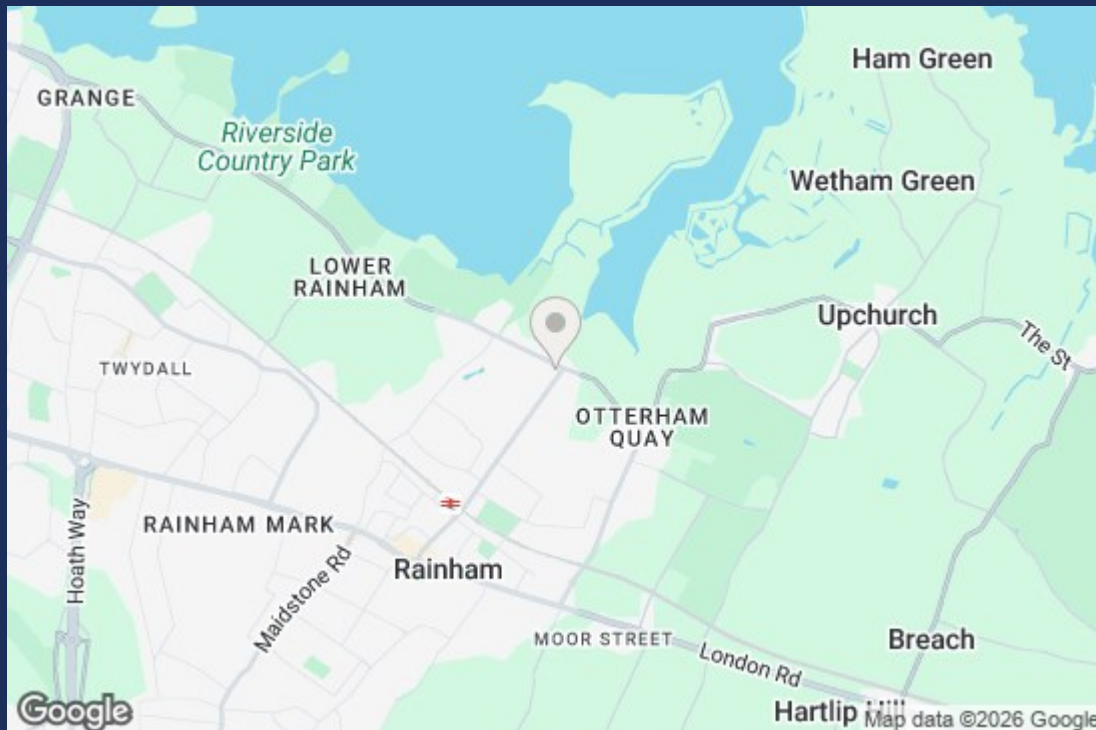 Ham Green
GRANGE
Riverside
Country Park
Wetham Green
LOWER
RAINHAM
Upchurch
The St
TWYDALL
OTTERHAM
QUAY
Hoath Way
RAINHAM MARK
Maidstone Rd
Rainham
MOOR STREET
London Rd
Breach
Hartlip Hill
Google
Map data ©2026 Google